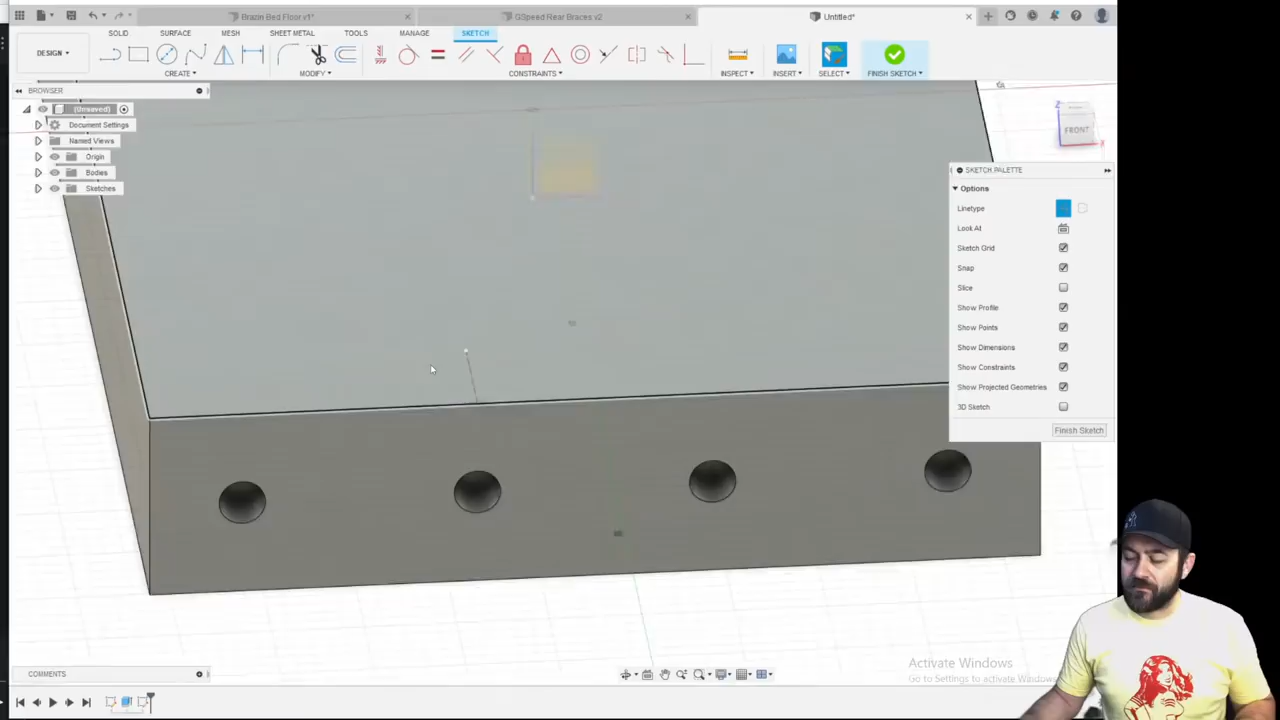 Brazin Bed Floor v1*
GSpeed Rear Braces v2
Untitled*
DESIGN
SOLID
SURFACE
MESH
SHEET METAL
TOOLS
MANAGE
SKETCH
CREATE
MODIFY
CONSTRAINTS
INSPECT
INSERT
SELECT
FINISH SKETCH
BROWSER
(Unsaved)
Document Settings
Named Views
Origin
Bodies
Sketches
Z
FRONT
X
SKETCH PALETTE
Options
Linetype
Look At
Sketch Grid
Snap
Slice
Show Profile
Show Points
Show Dimensions
Show Constraints
Show Projected Geometries
3D Sketch
Finish Sketch
Activate Windows
Go to Settings to activate Windows
COMMENTS